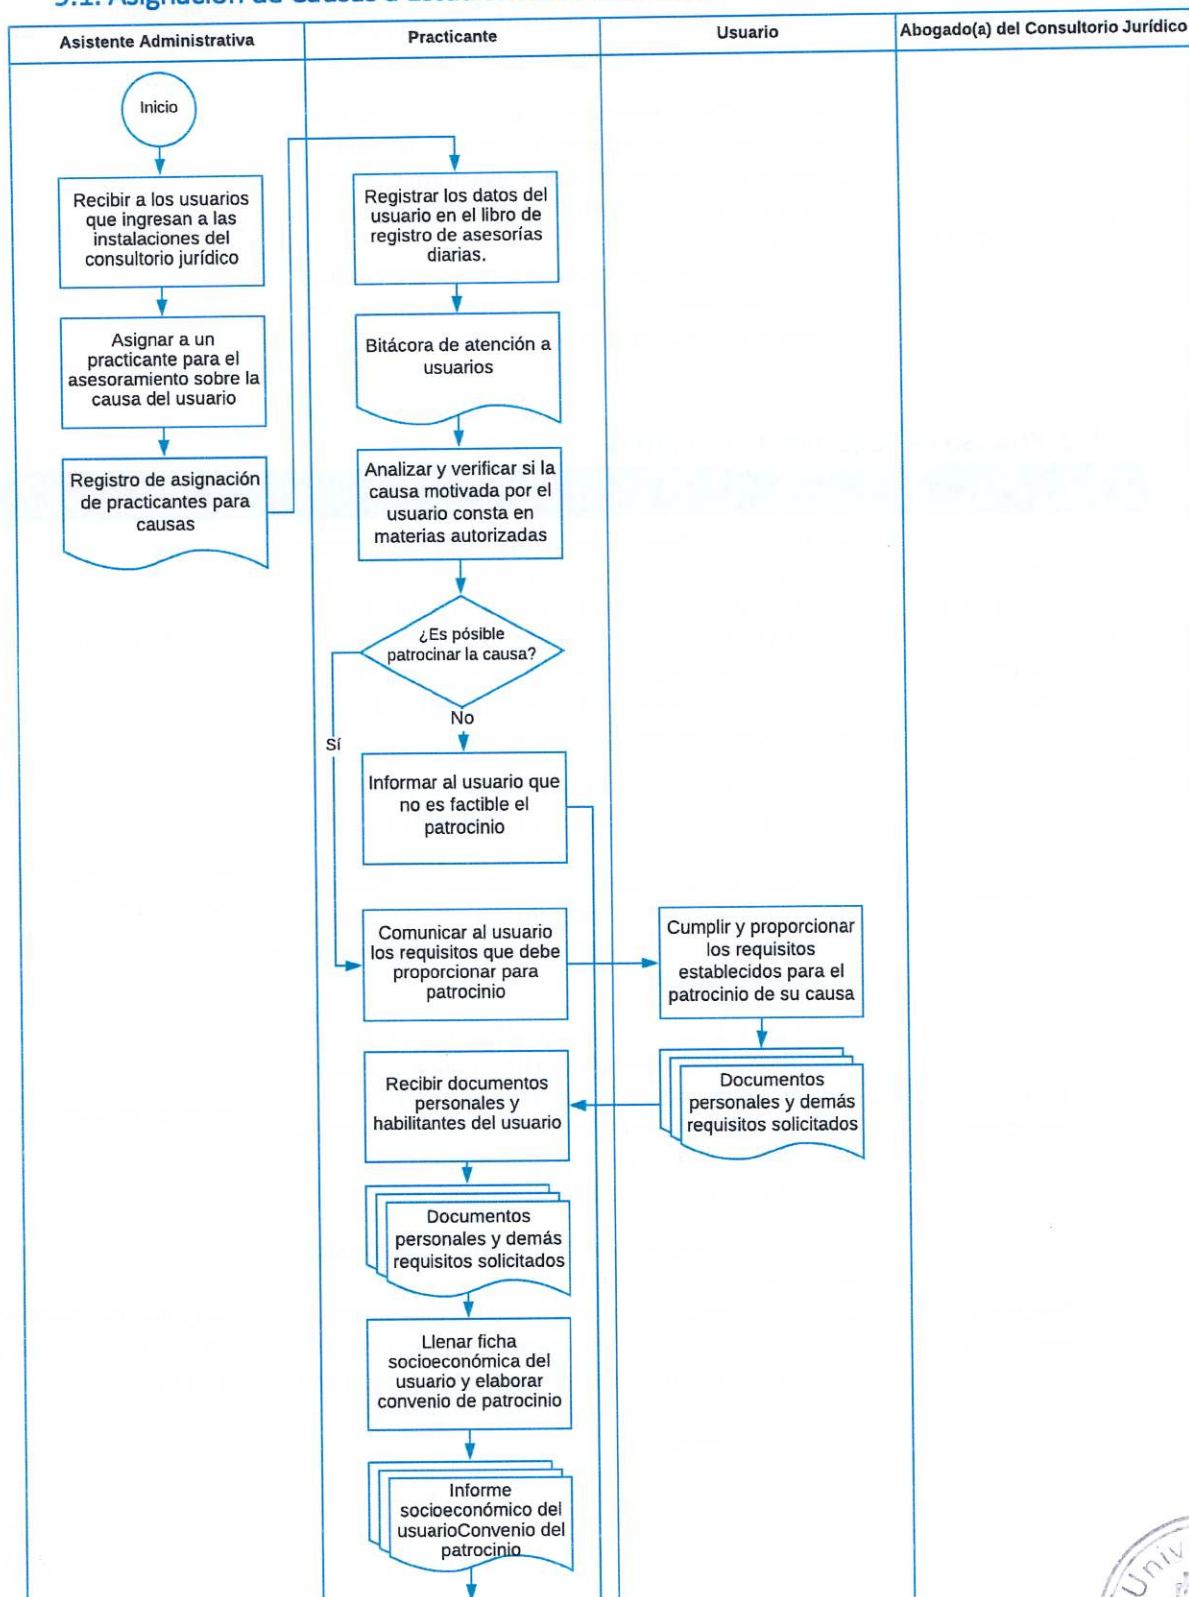 9.1. Asignación de Causas a
Asistente Administrativa
Practicante
Usuario
Abogado(a) del Consultorio Jurídico
Inicio
Recibir a los usuarios
que ingresan a las
instalaciones del
consultorio jurídico
Asignar a un
practicante para el
asesoramiento sobre la
causa del usuario
Registro de asignación
de practicantes para
causas
Registrar los datos del
usuario en el libro de
registro de asesorías
diarias.
Bitácora de atención a
usuarios
Analizar y verificar si la
causa motivada por el
usuario consta en
materias autorizadas
¿Es pósible
patrocinar la causa?
No
Sí
Informar al usuario que
no es factible el
patrocinio
Comunicar al usuario
los requisitos que debe
proporcionar para
patrocinio
Cumplir y proporcionar
los requisitos
establecidos para el
patrocinio de su causa
Documentos
personales y demás
requisitos solicitados
Recibir documentos
personales y
habilitantes del usuario
Documentos
personales y demás
requisitos solicitados
Llenar ficha
socioeconómica del
usuario y elaborar
convenio de patrocinio
Informe
socioeconómico del
usuarioConvenio del
patrocinio
Univ